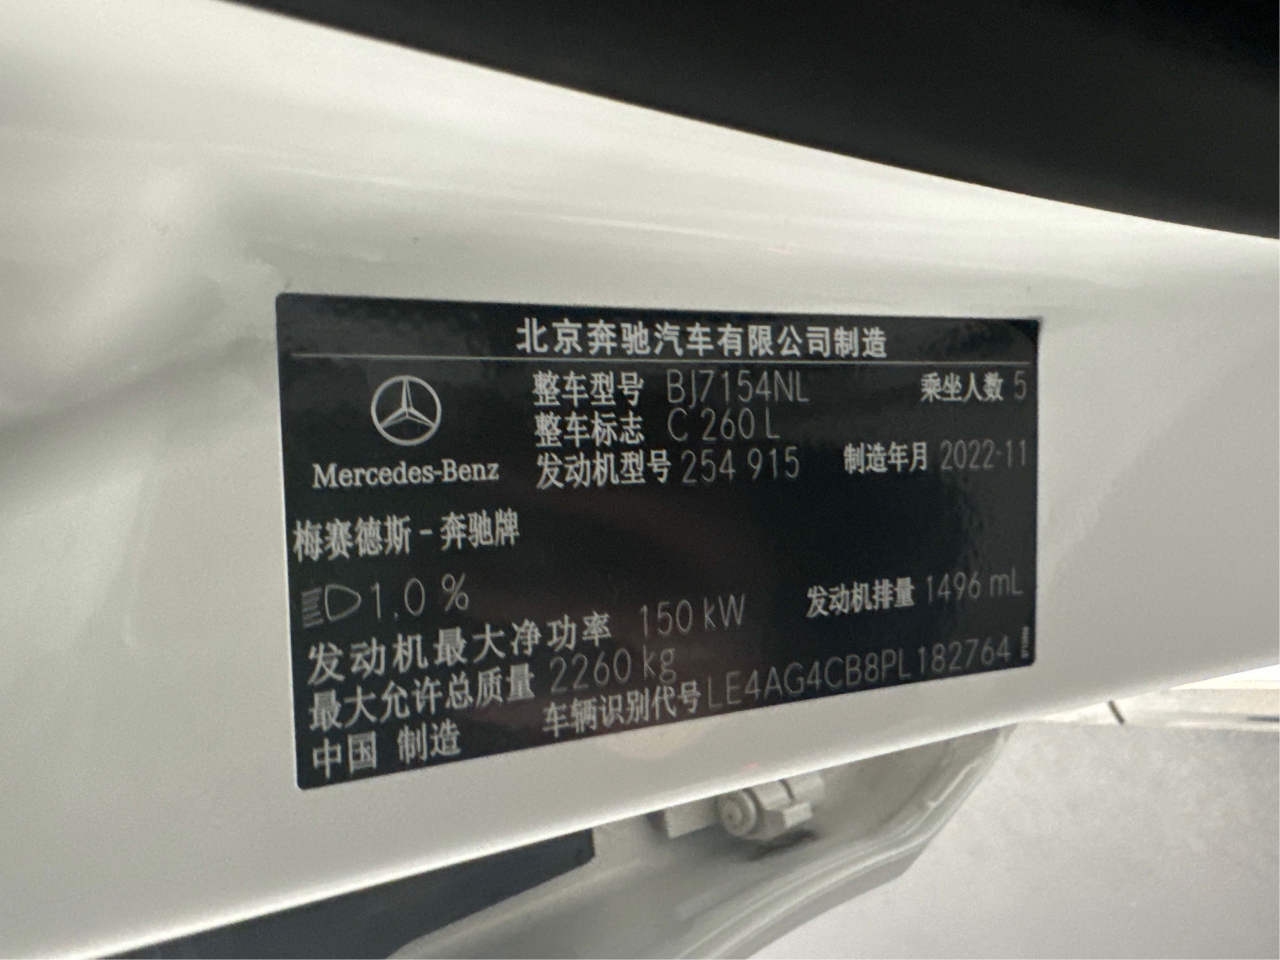 北京奔驰汽车有限公司制造
整车型号 BJ7154NL 乘坐人数 5
整车标志 C 260 L
发动机型号 254 915 制造年月 2022-11
Mercedes-Benz
梅赛德斯-奔驰牌
1.0 %
发动机最大净功率 150 kW 发动机排量 1496 mL
最大允许总质量 2260 kg
中国 制造 车辆识别代号 LE4AG4CB8PL182764